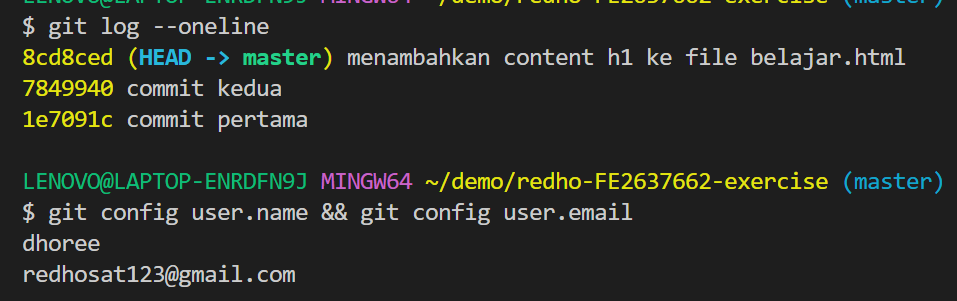 LENOVO@LAPTOP-ENRDFN9J MINGW64 ~/demo/redho-FE2637662-exercise (master)
$ git log --oneline
8cd8ced (HEAD -> master) menambahkan content h1 ke file belajar.html
7849940 commit kedua
1e7091c commit pertama
LENOVO@LAPTOP-ENRDFN9J MINGW64 ~/demo/redho-FE2637662-exercise (master)
$ git config user.name && git config user.email
dhoree
redhosat123@gmail.com